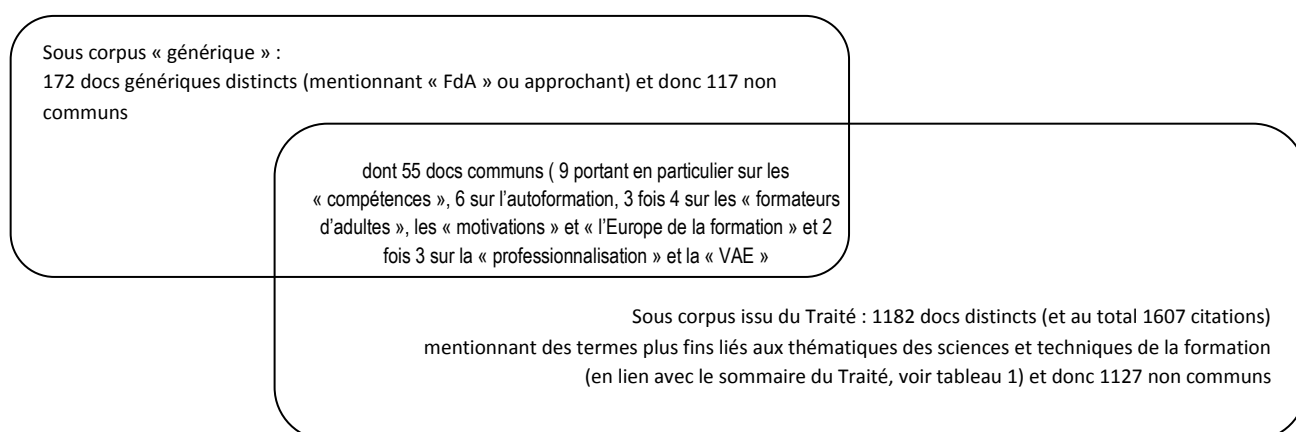 Sous corpus « générique » :
172 docs génériques distincts (mentionnant « FdA » ou approchant) et donc 117 non
communs
dont 55 docs communs ( 9 portant en particulier sur les
« compétences », 6 sur l’autoformation, 3 fois 4 sur les « formateurs
d’adultes », les « motivations » et « l’Europe de la formation » et 2
fois 3 sur la « professionnalisation » et la « VAE »
Sous corpus issu du Traité : 1182 docs distincts (et au total 1607 citations)
mentionnant des termes plus fins liés aux thématiques des sciences et techniques de la formation
(en lien avec le sommaire du Traité, voir tableau 1) et donc 1127 non communs